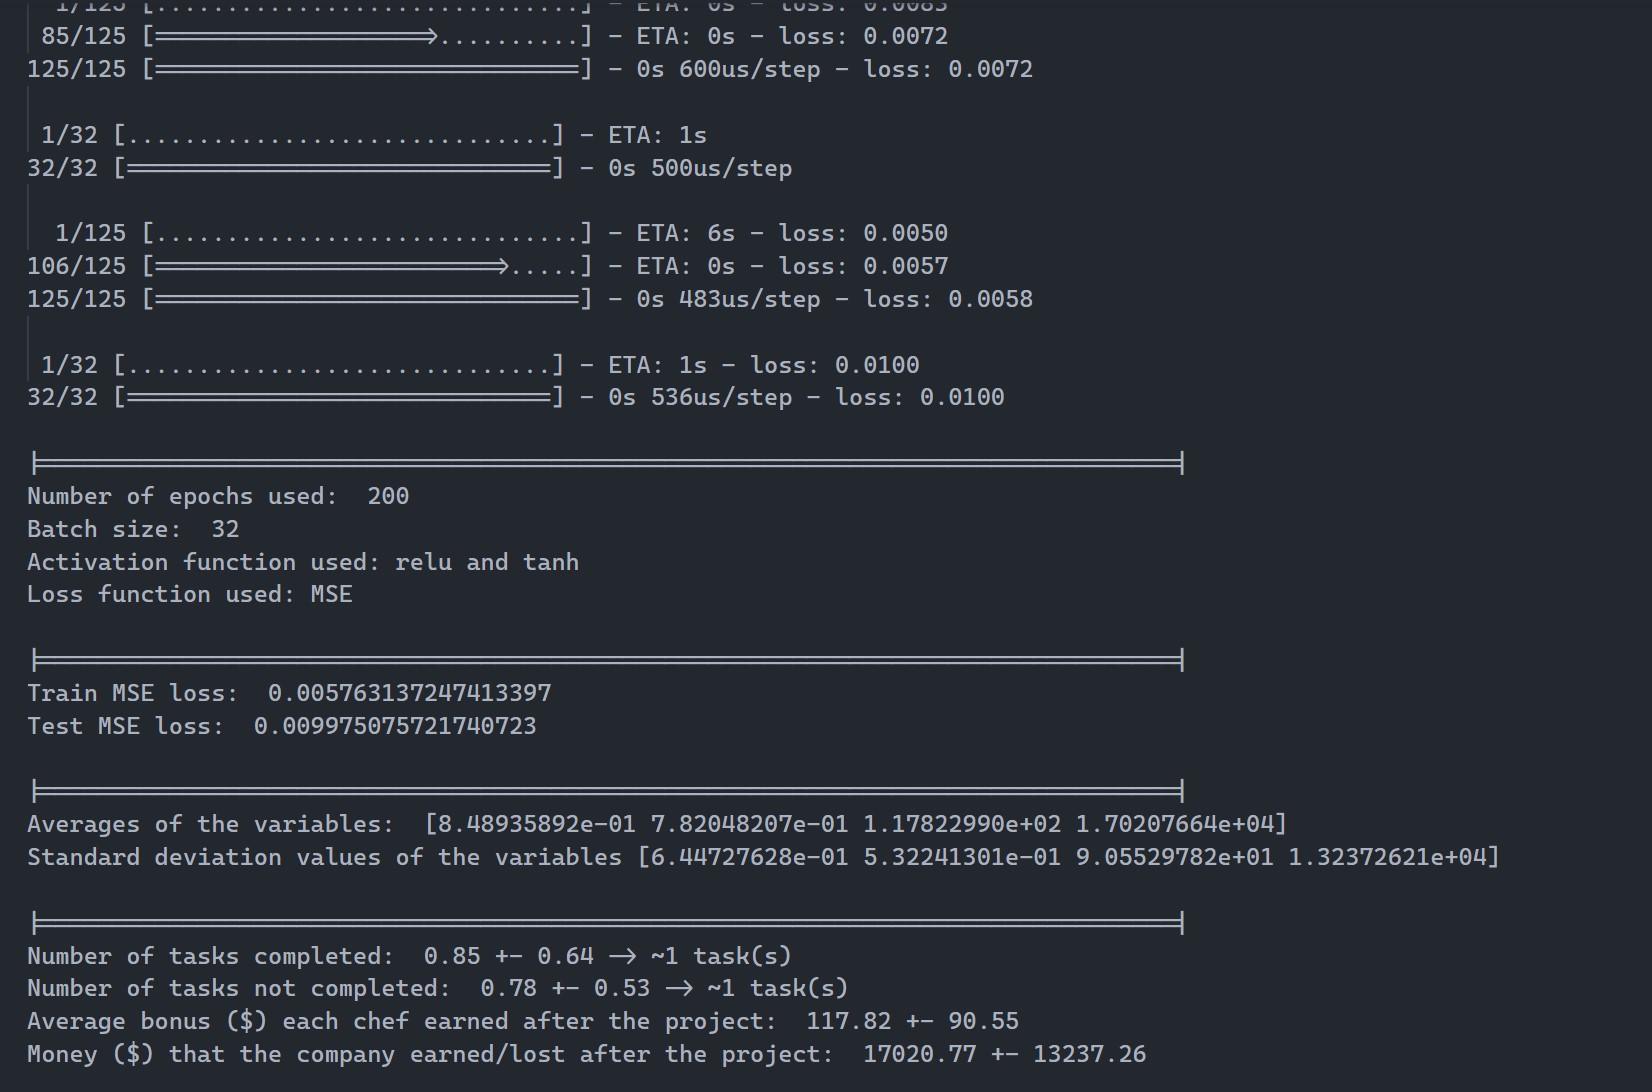 1/125 [..............................] - ETA: 0s - loss: 0.0083
85/125 [===================>..........] - ETA: 0s - loss: 0.0072
125/125 [==============================] - 0s 600us/step - loss: 0.0072
1/32 [..............................] - ETA: 1s
32/32 [==============================] - 0s 500us/step
1/125 [..............................] - ETA: 6s - loss: 0.0050
106/125 [========================>.....] - ETA: 0s - loss: 0.0057
125/125 [==============================] - 0s 483us/step - loss: 0.0058
1/32 [..............................] - ETA: 1s - loss: 0.0100
32/32 [==============================] - 0s 536us/step - loss: 0.0100
|================================================================================|
Number of epochs used:  200
Batch size:  32
Activation function used: relu and tanh
Loss function used: MSE
|================================================================================|
Train MSE loss:  0.005763137247413397
Test MSE loss:  0.009975075721740723
|================================================================================|
Averages of the variables:  [8.48935892e-01 7.82048207e-01 1.17822990e+02 1.70207664e+04]
Standard deviation values of the variables [6.44727628e-01 5.32241301e-01 9.05529782e+01 1.32372621e+04]
|================================================================================|
Number of tasks completed:  0.85 +- 0.64 -> ~1 task(s)
Number of tasks not completed:  0.78 +- 0.53 -> ~1 task(s)
Average bonus ($) each chef earned after the project:  117.82 +- 90.55
Money ($) that the company earned/lost after the project:  17020.77 +- 13237.26